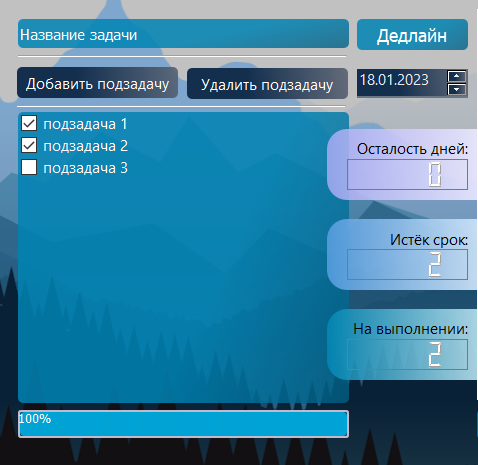 Название задачи
Дедлайн
Добавить подзадачу
Удалить подзадачу
18.01.2023
подзадача 1
подзадача 2
подзадача 3
Осталость дней:
0
Истёк срок:
2
На выполнении:
2
100%